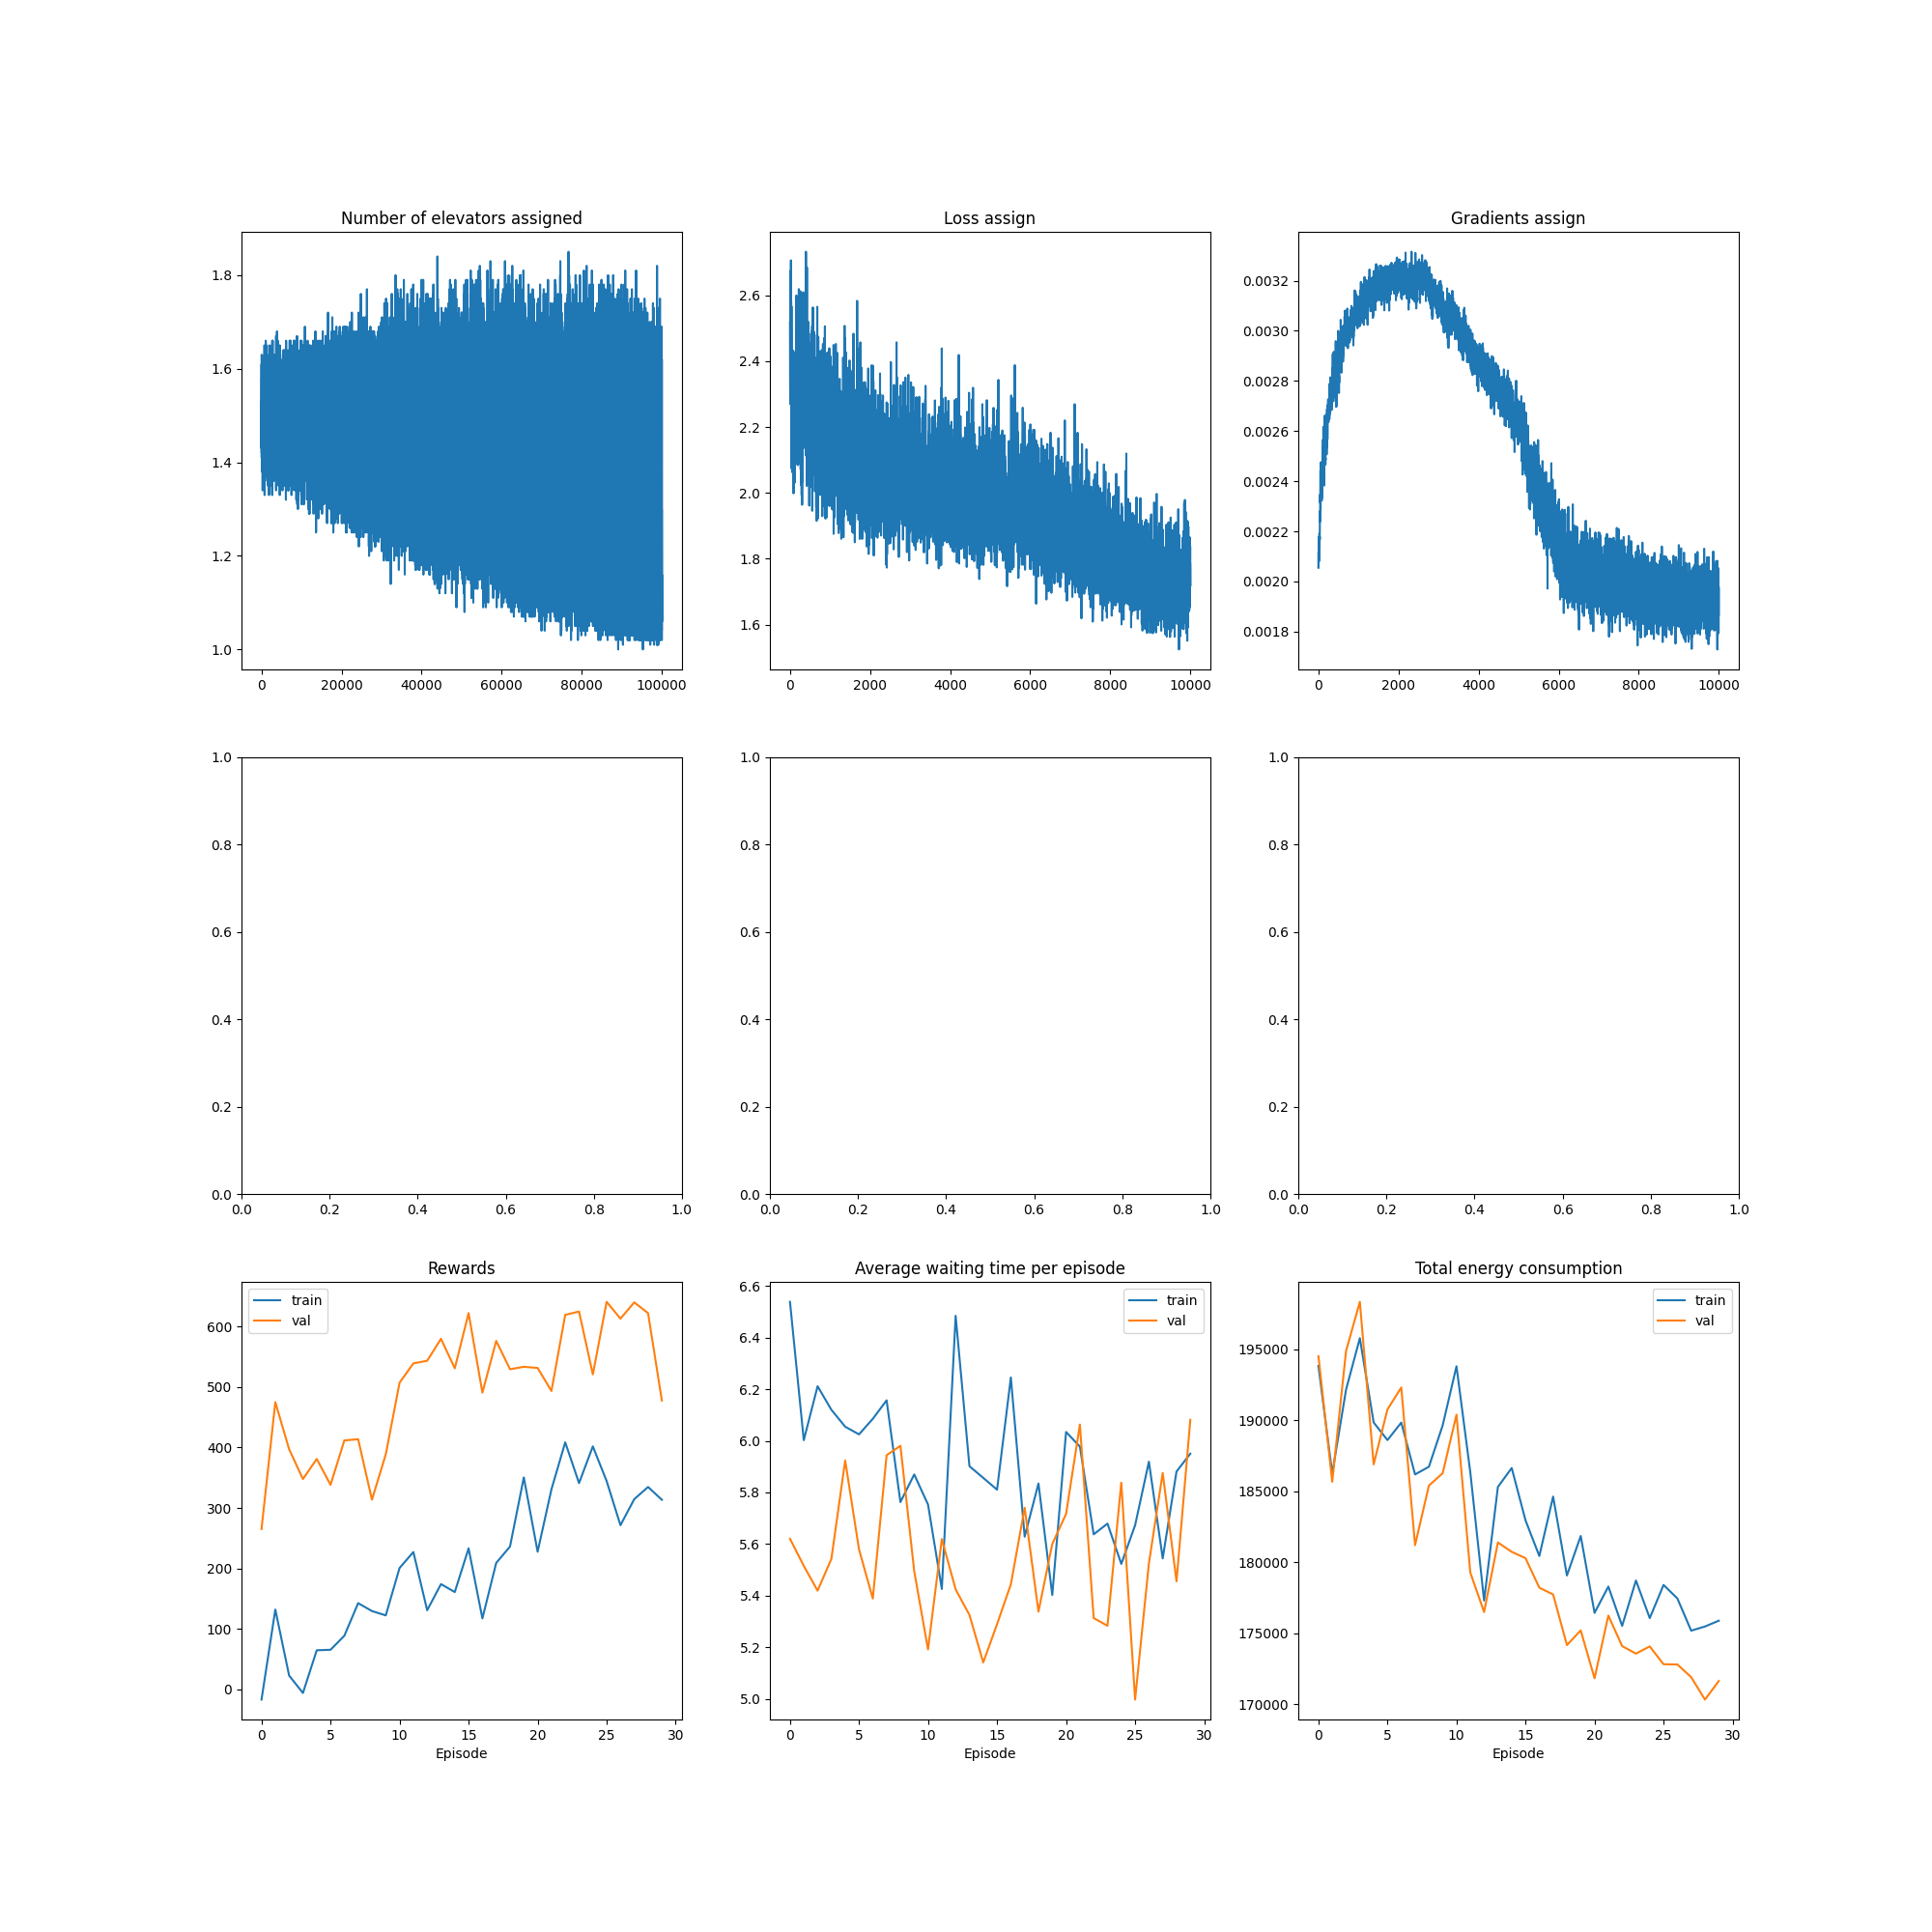 Number of elevators assigned
Loss assign
Gradients assign
1.8
1.6
1.4
1.2
1.0
0 20000 40000 60000 80000 100000
2.6
2.4
2.2
2.0
1.8
1.6
0 2000 4000 6000 8000 10000
0.0032
0.0030
0.0028
0.0026
0.0024
0.0022
0.0020
0.0018
0 2000 4000 6000 8000 10000
1.0
0.8
0.6
0.4
0.2
0.0
0.0 0.2 0.4 0.6 0.8 1.0
1.0
0.8
0.6
0.4
0.2
0.0
0.0 0.2 0.4 0.6 0.8 1.0
1.0
0.8
0.6
0.4
0.2
0.0
0.0 0.2 0.4 0.6 0.8 1.0
Rewards
train
val
600
500
400
300
200
100
0
0 5 10 15 20 25 30
Episode
Average waiting time per episode
train
val
6.6
6.4
6.2
6.0
5.8
5.6
5.4
5.2
5.0
0 5 10 15 20 25 30
Episode
Total energy consumption
train
val
195000
190000
185000
180000
175000
170000
0 5 10 15 20 25 30
Episode